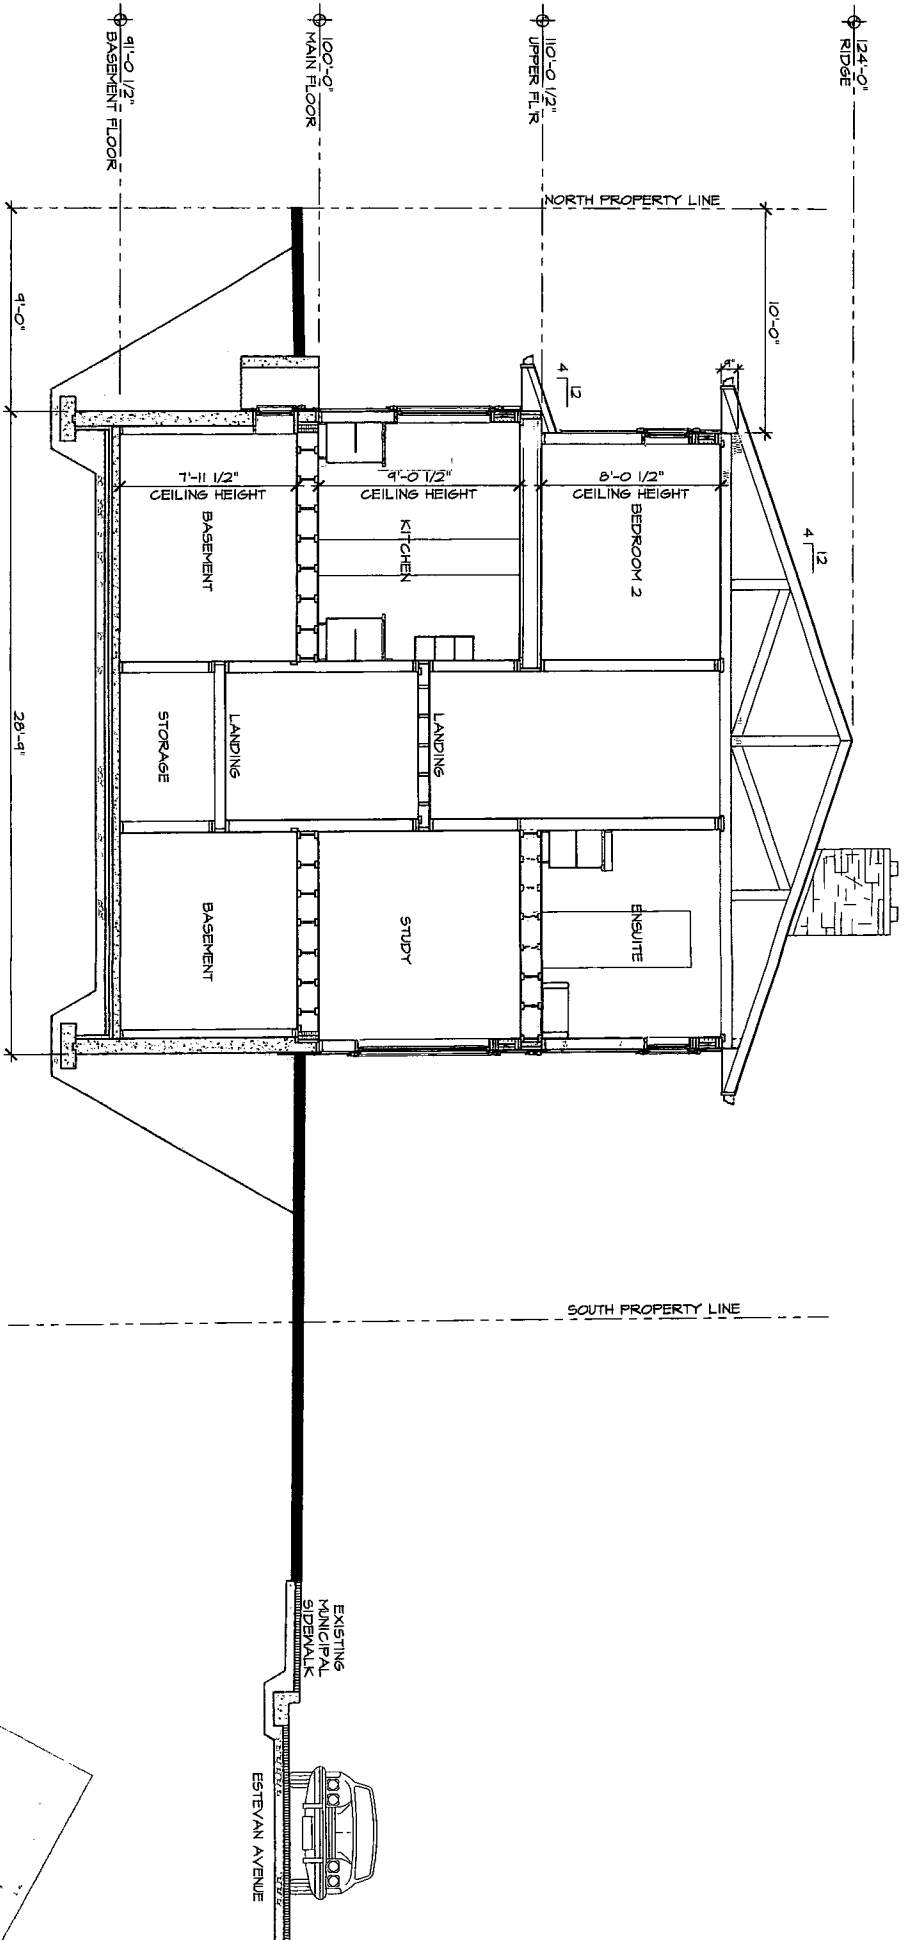 124'-0"
RIDGE
110'-0 1/2"
UPPER FL'R
100'-0"
MAIN FLOOR
91'-0 1/2"
BASEMENT FLOOR
NORTH PROPERTY LINE
10'-0"
9"
12
4
12
4
8'-0 1/2"
CEILING HEIGHT
BEDROOM 2
ENSUITE
9'-0 1/2"
CEILING HEIGHT
KITCHEN
LANDING
STUDY
7'-11 1/2"
CEILING HEIGHT
BASEMENT
LANDING
STORAGE
BASEMENT
9'-0"
28'-9"
SOUTH PROPERTY LINE
EXISTING
MUNICIPAL
SIDEWALK
ESTEVAN AVENUE